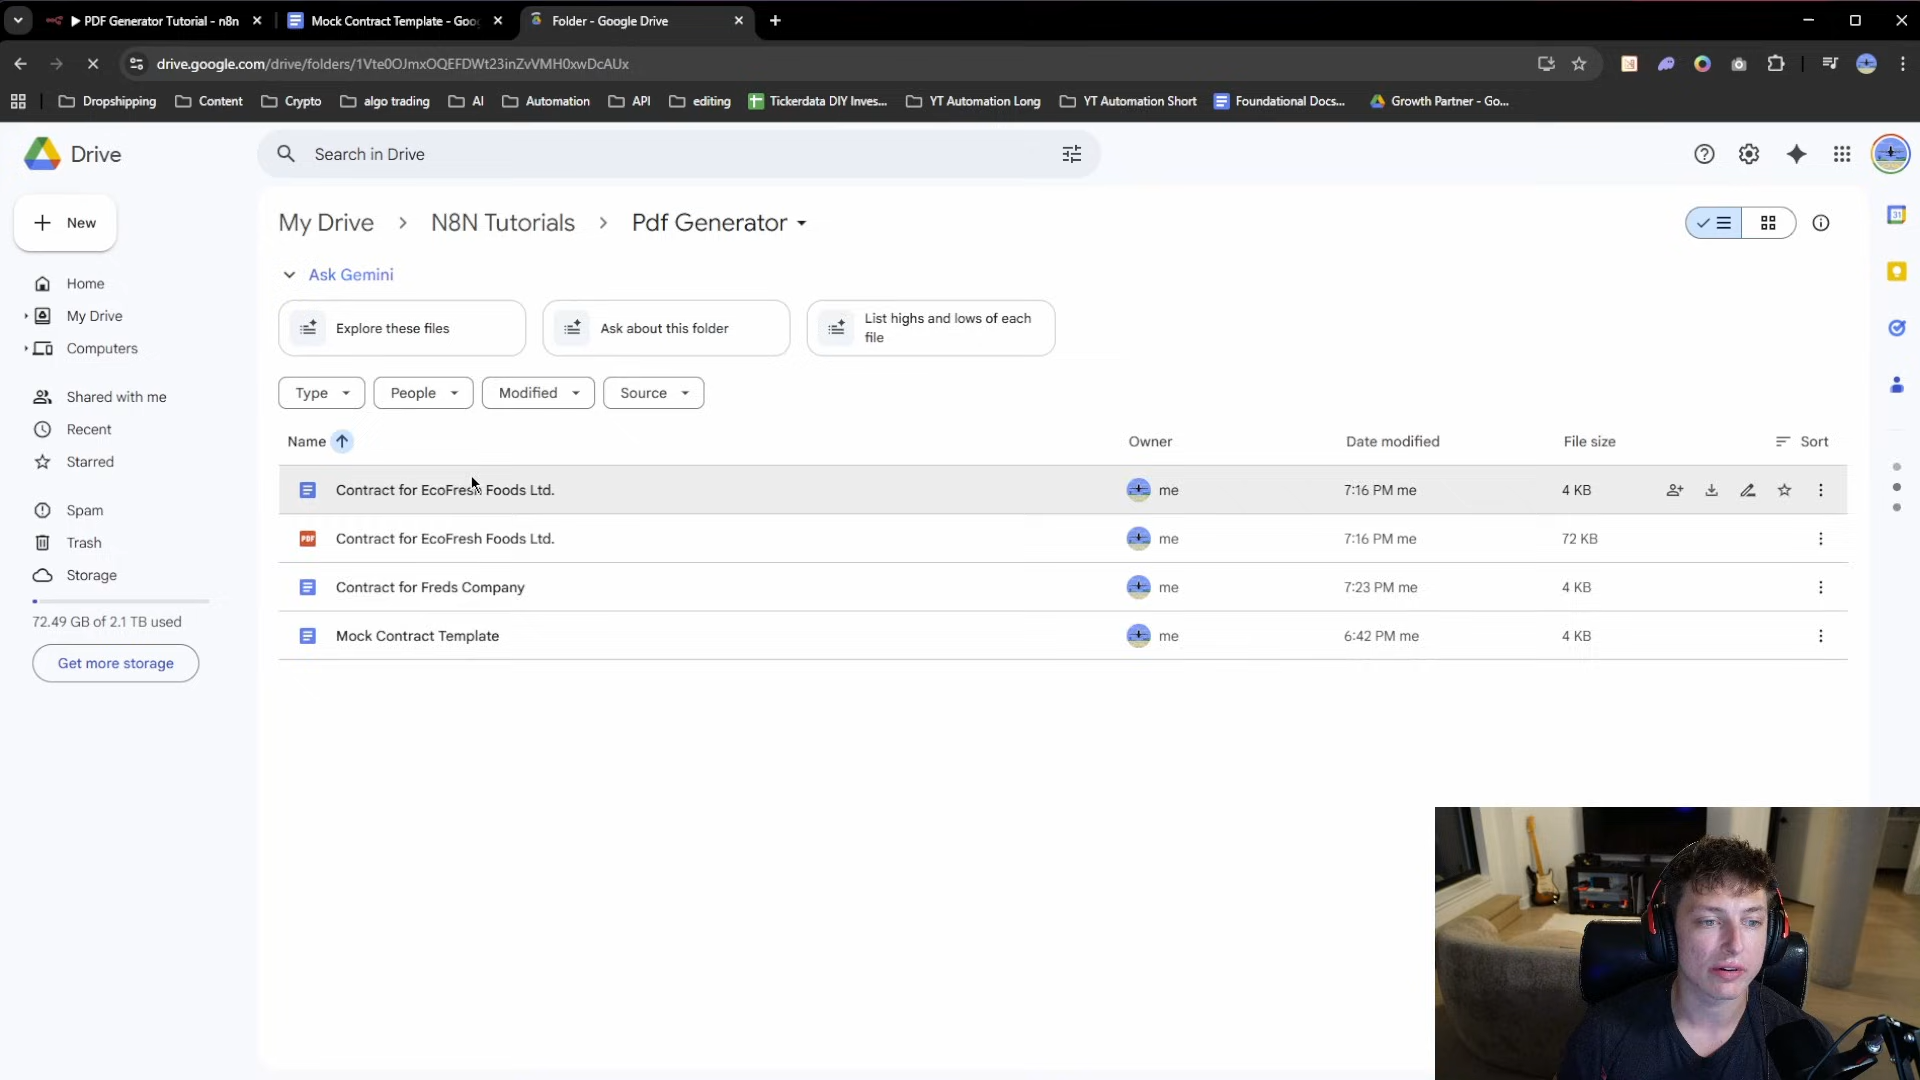 PDF Generator Tutorial - n8n
Mock Contract Template - Goo
Folder - Google Drive
drive.google.com/drive/folders/1Vte0OJmxOQEFDWt23inZvVMH0xwDcAUx
Dropshipping
Content
Crypto
algo trading
AI
Automation
API
editing
Tickerdata DIY Inves...
YT Automation Long
YT Automation Short
Foundational Docs...
Growth Partner - Go...
Drive
Search in Drive
New
My Drive
N8N Tutorials
Pdf Generator
Ask Gemini
Home
My Drive
Computers
Shared with me
Recent
Starred
Spam
Trash
Storage
72.49 GB of 2.1 TB used
Get more storage
Explore these files
Ask about this folder
List highs and lows of each
file
Type
People
Modified
Source
Name
Owner
Date modified
File size
Sort
Contract for EcoFresh Foods Ltd. me 7:16 PM me 4 KB
PDF Contract for EcoFresh Foods Ltd. me 7:16 PM me 72 KB
Contract for Freds Company me 7:23 PM me 4 KB
Mock Contract Template me 6:42 PM me 4 KB
31